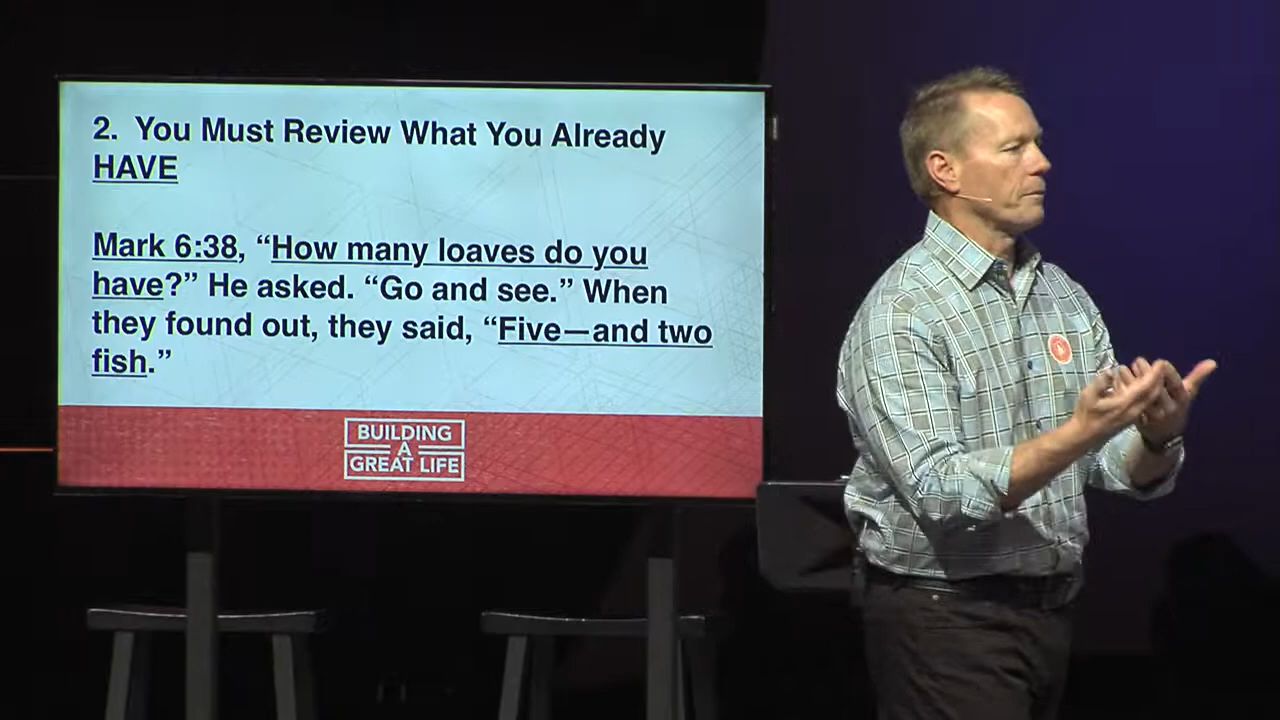 2. You Must Review What You Already
HAVE
Mark 6:38, “How many loaves do you
have?” He asked. “Go and see.” When
they found out, they said, “Five—and two
fish.”
BUILDING
A
GREAT LIFE